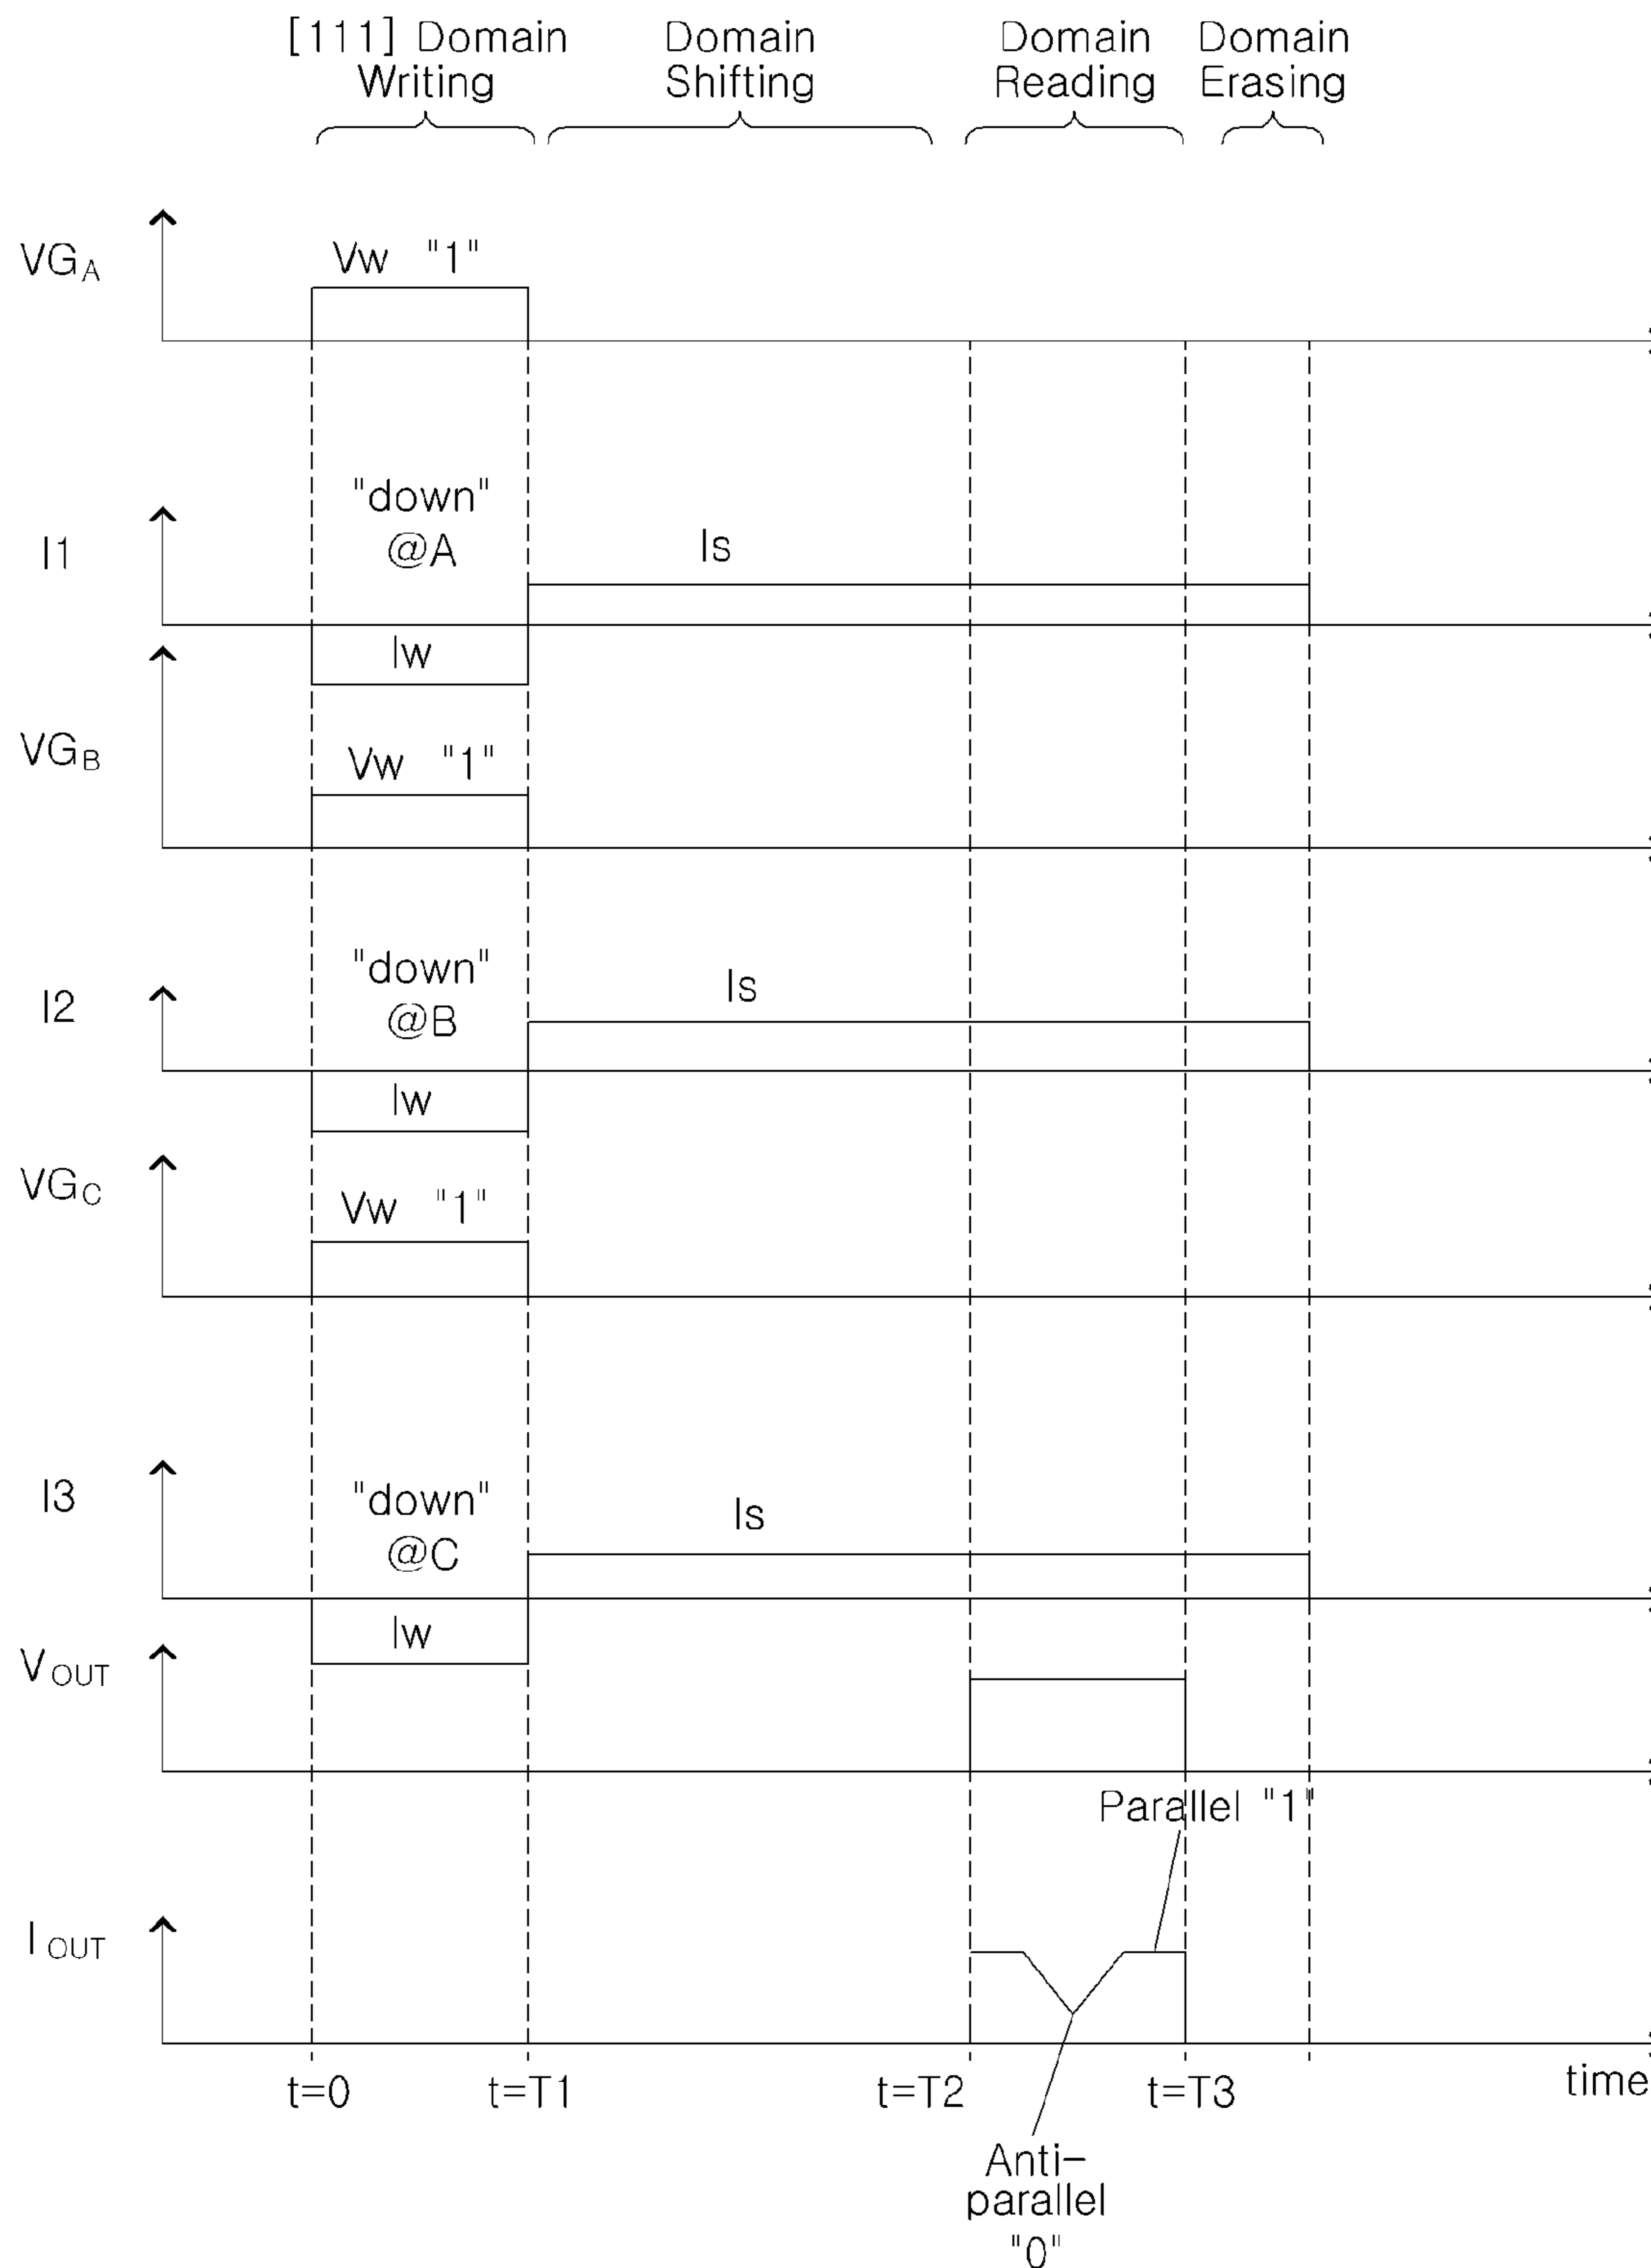 [111] Domain Writing
Domain Shifting
Domain Reading
Domain Erasing
VGA
Vw "1"
"down"
@A
I1
Is
Iw
VGB
Vw "1"
"down"
@B
I2
Is
Iw
VGC
Vw "1"
"down"
@C
I3
Is
Iw
VOUT
Parallel "1"
IOUT
t=0
t=T1
t=T2
t=T3
time
Anti-
parallel
"0"